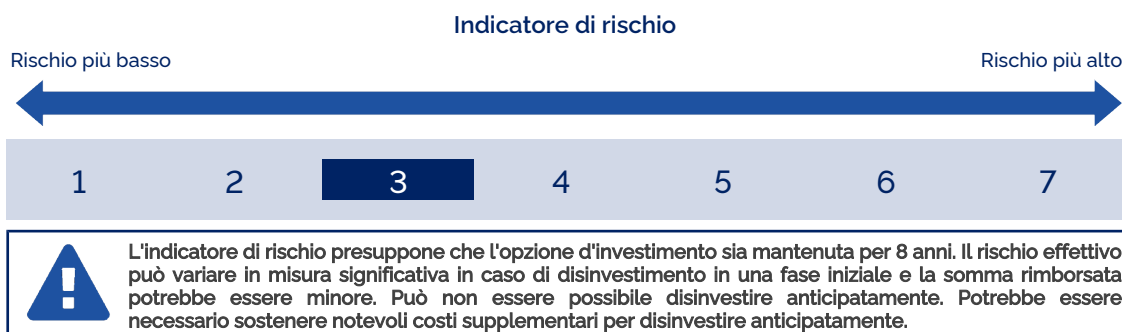 Indicatore di rischio
Rischio più basso Rischio più alto
1 2 3 4 5 6 7
L'indicatore di rischio presuppone che l'opzione d'investimento sia mantenuta per 8 anni. Il rischio effettivo
può variare in misura significativa in caso di disinvestimento in una fase iniziale e la somma rimborsata
potrebbe essere minore. Può non essere possibile disinvestire anticipatamente. Potrebbe essere
necessario sostenere notevoli costi supplementari per disinvestire anticipatamente.